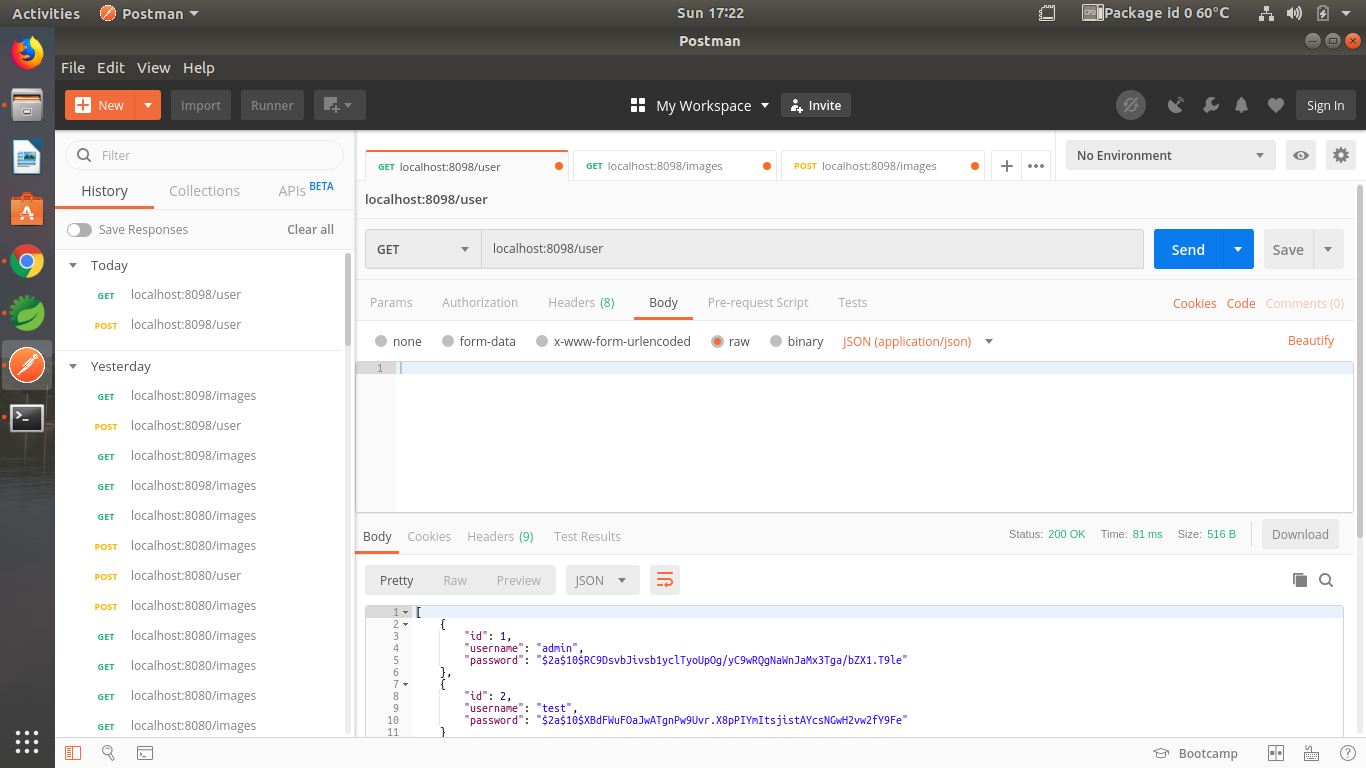 Activities Postman Sun 17:22 Package id 0 60°C
Postman
File Edit View Help
New Import Runner My Workspace Invite Sign In
Filter
History Collections APIs BETA
Save Responses Clear all
Today
GET localhost:8098/user
POST localhost:8098/user
Yesterday
GET localhost:8098/images
POST localhost:8098/user
GET localhost:8098/images
GET localhost:8098/images
GET localhost:8080/images
POST localhost:8080/images
POST localhost:8080/user
POST localhost:8080/images
GET localhost:8080/images
GET localhost:8080/images
GET localhost:8080/images
GET localhost:8080/images
GET localhost:8098/user GET localhost:8098/images POST localhost:8098/images No Environment
localhost:8098/user
GET localhost:8098/user Send Save
Params Authorization Headers (8) Body Pre-request Script Tests Cookies Code Comments (0)
none form-data x-www-form-urlencoded raw binary JSON (application/json) Beautify
1
Body Cookies Headers (9) Test Results Status: 200 OK Time: 81 ms Size: 516 B Download
Pretty Raw Preview JSON
1 [
2 {
3 "id": 1,
4 "username": "admin",
5 "password": "$2a$10$RC9DsvbJivsb1yclTyoUpOg/yC9wRQgNaWnJaMx3Tga/bZX1.T9le"
6 },
7 {
8 "id": 2,
9 "username": "test",
10 "password": "$2a$10$XBdFWuFOaJwATgnPw9Uvr.X8pPIYmItsjistAYcsNGwH2vw2fY9Fe"
11 }
Bootcamp